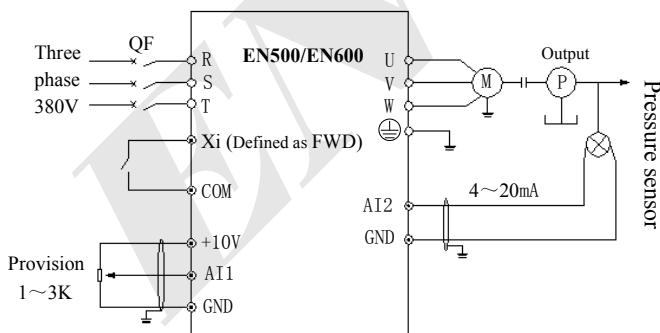 Three
phase
380V
QF
R
S
T
EN500/EN600
U
V
W
M
Output
P
Pressure sensor
Xi (Defined as FWD)
COM
AI2
GND
4～20mA
Provision
1～3K
+10V
AI1
GND
EN